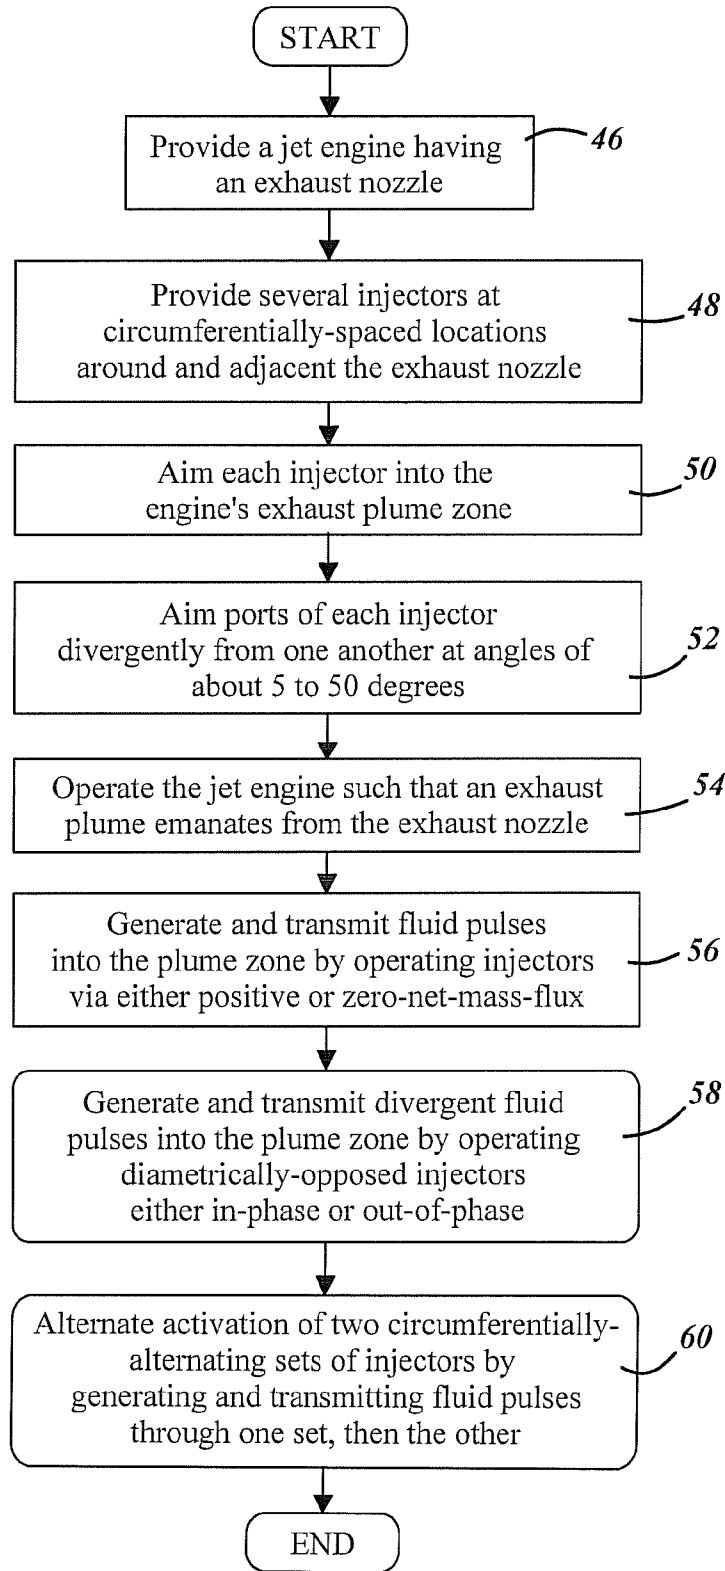 START
Provide a jet engine having
an exhaust nozzle
46
Provide several injectors at
circumferentially-spaced locations
around and adjacent the exhaust nozzle
48
Aim each injector into the
engine's exhaust plume zone
50
Aim ports of each injector
divergently from one another at angles of
about 5 to 50 degrees
52
Operate the jet engine such that an exhaust
plume emanates from the exhaust nozzle
54
Generate and transmit fluid pulses
into the plume zone by operating injectors
via either positive or zero-net-mass-flux
56
Generate and transmit divergent fluid
pulses into the plume zone by operating
diametrically-opposed injectors
either in-phase or out-of-phase
58
Alternate activation of two circumferentially-
alternating sets of injectors by
generating and transmitting fluid pulses
through one set, then the other
60
END